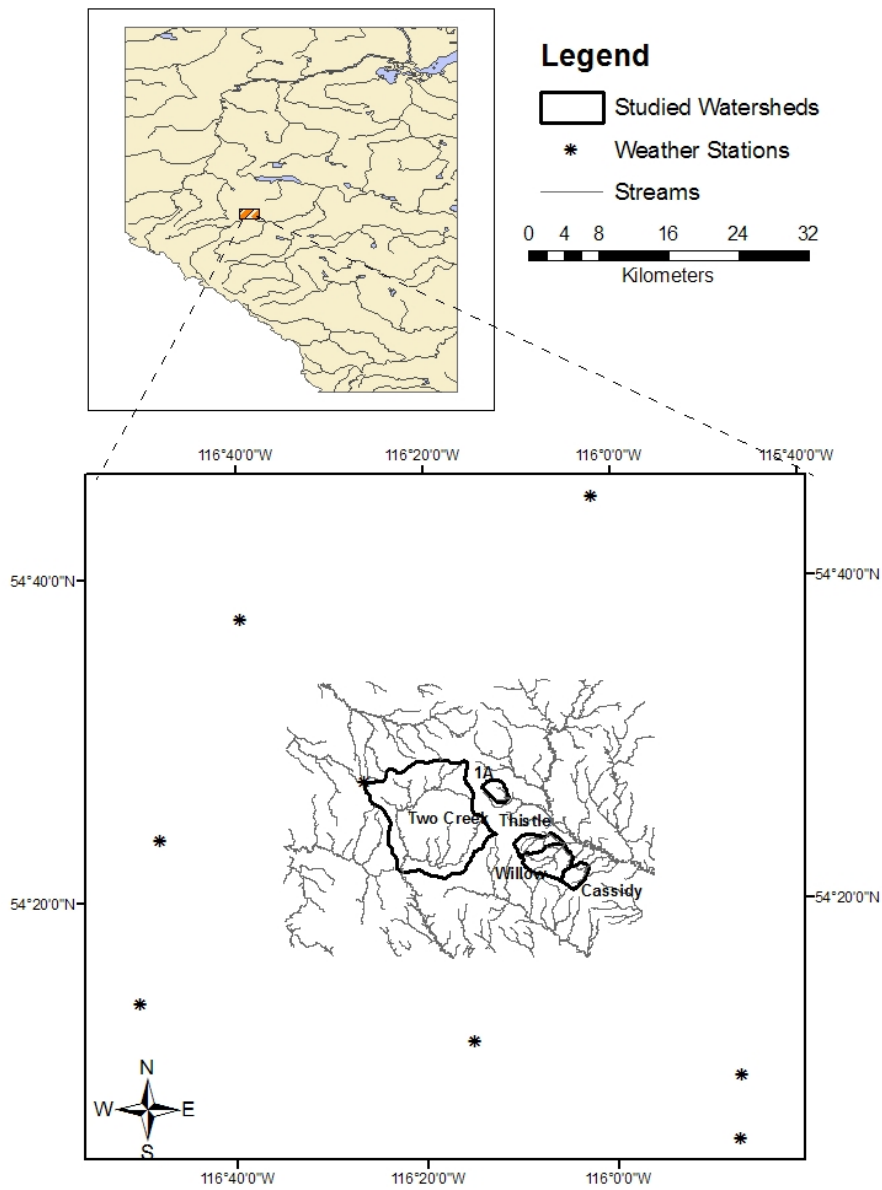 Legend
Studied Watersheds
Weather Stations
Streams
0 4 8 16 24 32
Kilometers
116°40'0"W 116°20'0"W 116°0'0"W 115°40'0"W
54°40'0"N 54°40'0"N
1A
Two Creek Thistle
Willow
Cassidy
54°20'0"N 54°20'0"N
N
W E
S
116°40'0"W 116°20'0"W 116°0'0"W